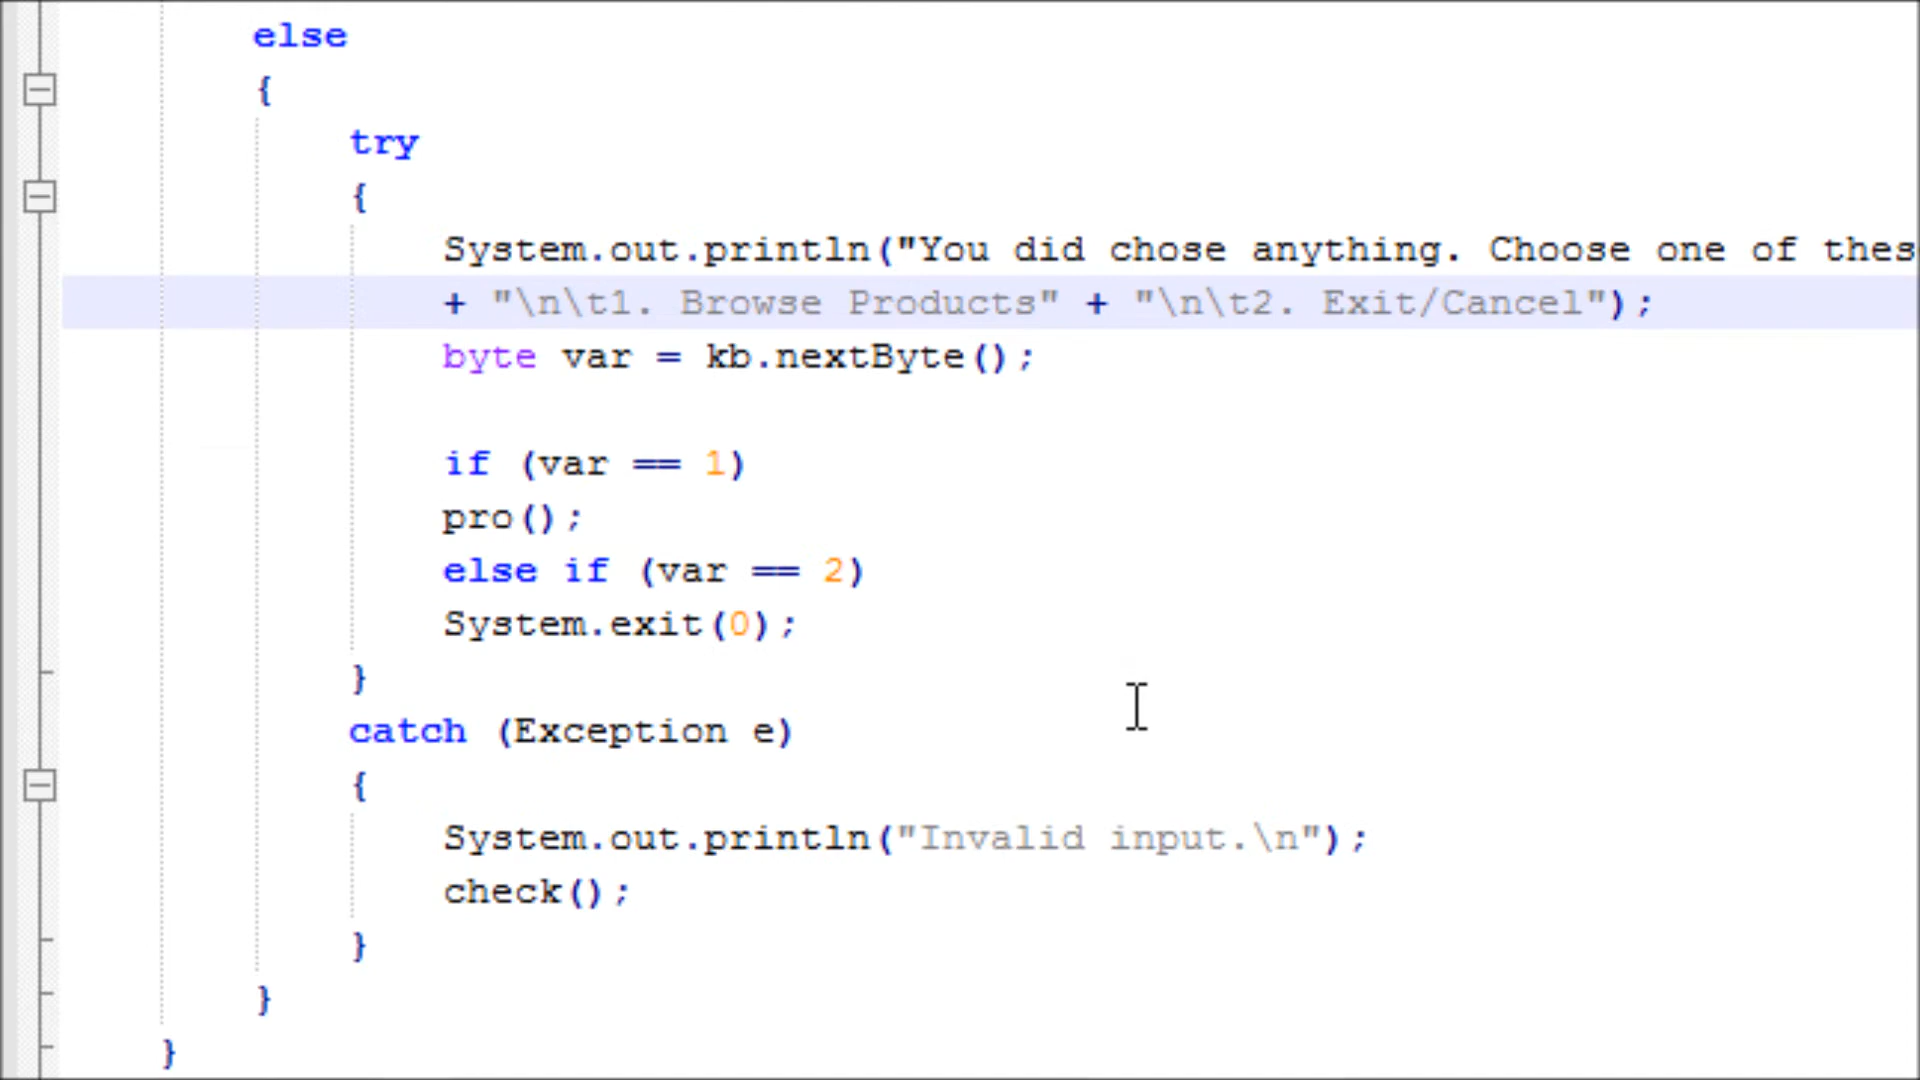 else
{
try
{
System.out.println("You did chose anything. Choose one of thes
+ "\n\t1. Browse Products" + "\n\t2. Exit/Cancel");
byte var = kb.nextByte();
if (var == 1)
pro();
else if (var == 2)
System.exit(0);
}
catch (Exception e)
{
System.out.println("Invalid input.\n");
check();
}
}
}